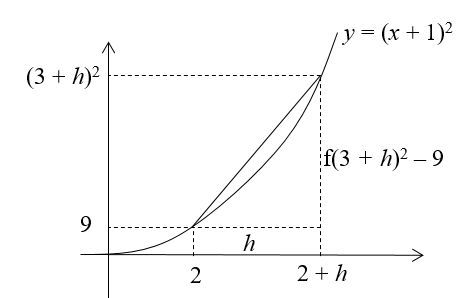 y = (x + 1)²
(3 + h)²
f(3 + h)² – 9
9
h
2
2 + h